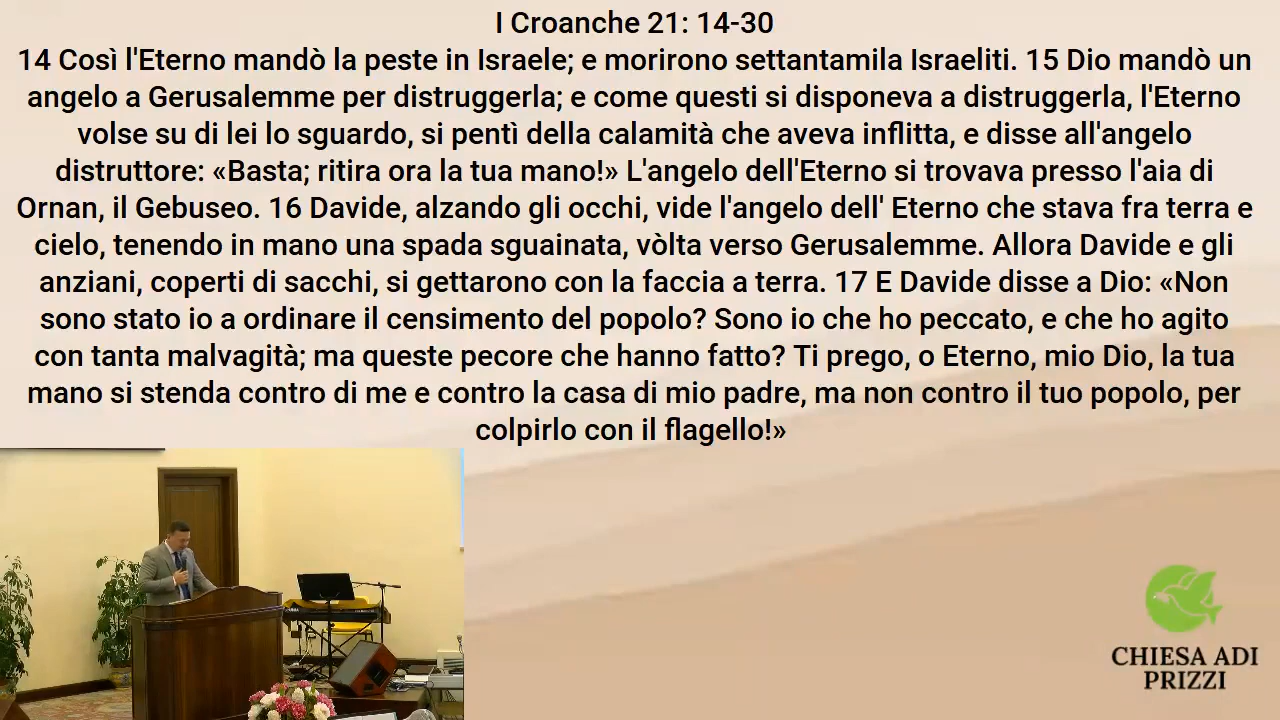 I Croanche 21: 14-30
14 Così l'Eterno mandò la peste in Israele; e morirono settantamila Israeliti. 15 Dio mandò un
angelo a Gerusalemme per distruggerla; e come questi si disponeva a distruggerla, l'Eterno
volse su di lei lo sguardo, si pentì della calamità che aveva inflitta, e disse all'angelo
distruttore: «Basta; ritira ora la tua mano!» L'angelo dell'Eterno si trovava presso l'aia di
Ornan, il Gebuseo. 16 Davide, alzando gli occhi, vide l'angelo dell' Eterno che stava fra terra e
cielo, tenendo in mano una spada sguainata, vòlta verso Gerusalemme. Allora Davide e gli
anziani, coperti di sacchi, si gettarono con la faccia a terra. 17 E Davide disse a Dio: «Non
sono stato io a ordinare il censimento del popolo? Sono io che ho peccato, e che ho agito
con tanta malvagità; ma queste pecore che hanno fatto? Ti prego, o Eterno, mio Dio, la tua
mano si stenda contro di me e contro la casa di mio padre, ma non contro il tuo popolo, per
colpirlo con il flagello!»
CHIESA ADI
PRIZZI